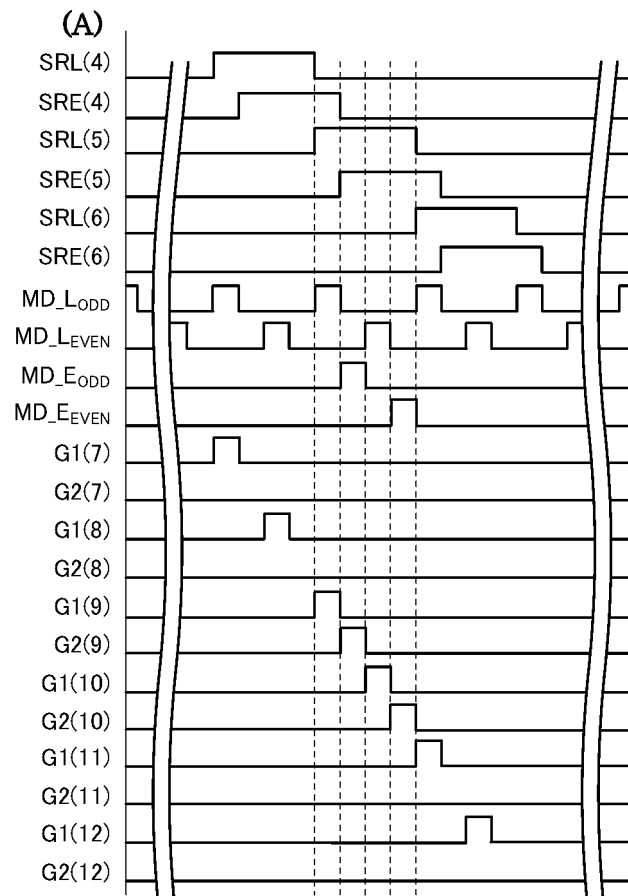 (A)
SRL(4)
SRE(4)
SRL(5)
SRE(5)
SRL(6)
SRE(6)
MD_LODD
MD_LEVEN
MD_EODD
MD_EEVEN
G1(7)
G2(7)
G1(8)
G2(8)
G1(9)
G2(9)
G1(10)
G2(10)
G1(11)
G2(11)
G1(12)
G2(12)